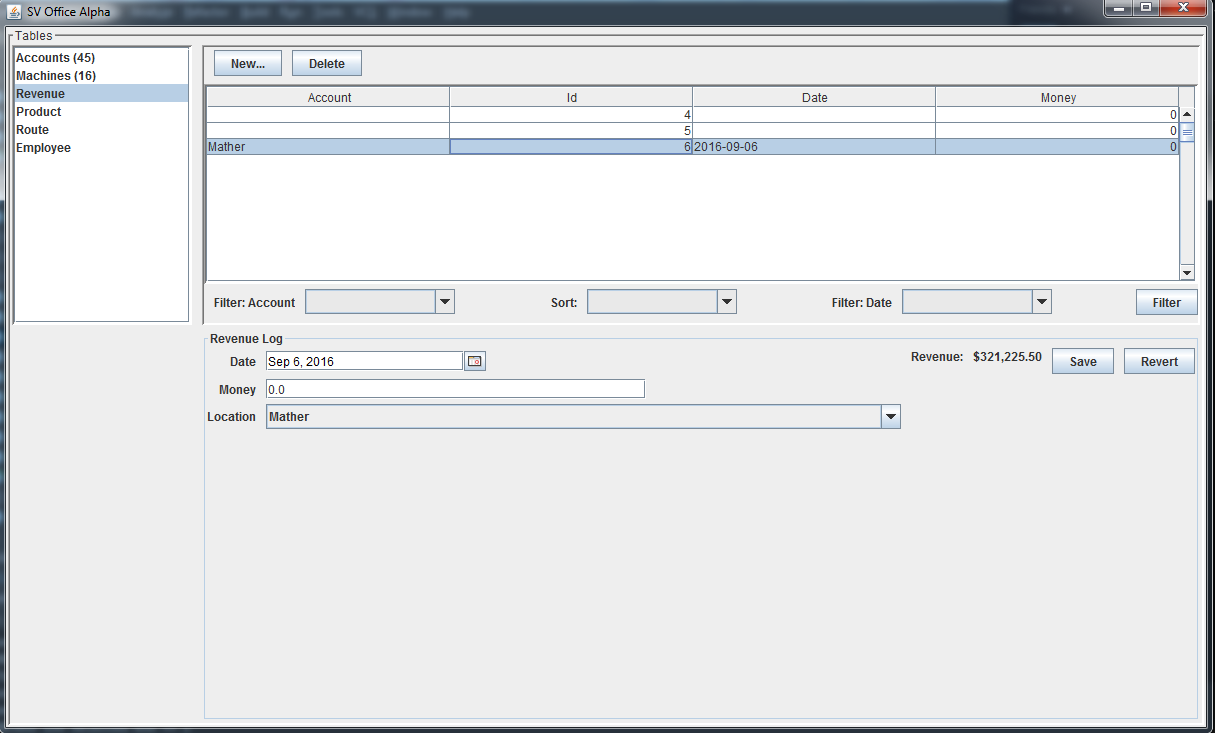 SV Office Alpha
Tables
Accounts (45)
Machines (16)
Revenue
Product
Route
Employee
New... Delete
Account Id Date Money
4 0
5 0
Mather 6 2016-09-06 0
Filter: Account Sort: Filter: Date Filter
Revenue Log
Date Sep 6, 2016 Revenue: $321,225.50 Save Revert
Money 0.0
Location Mather